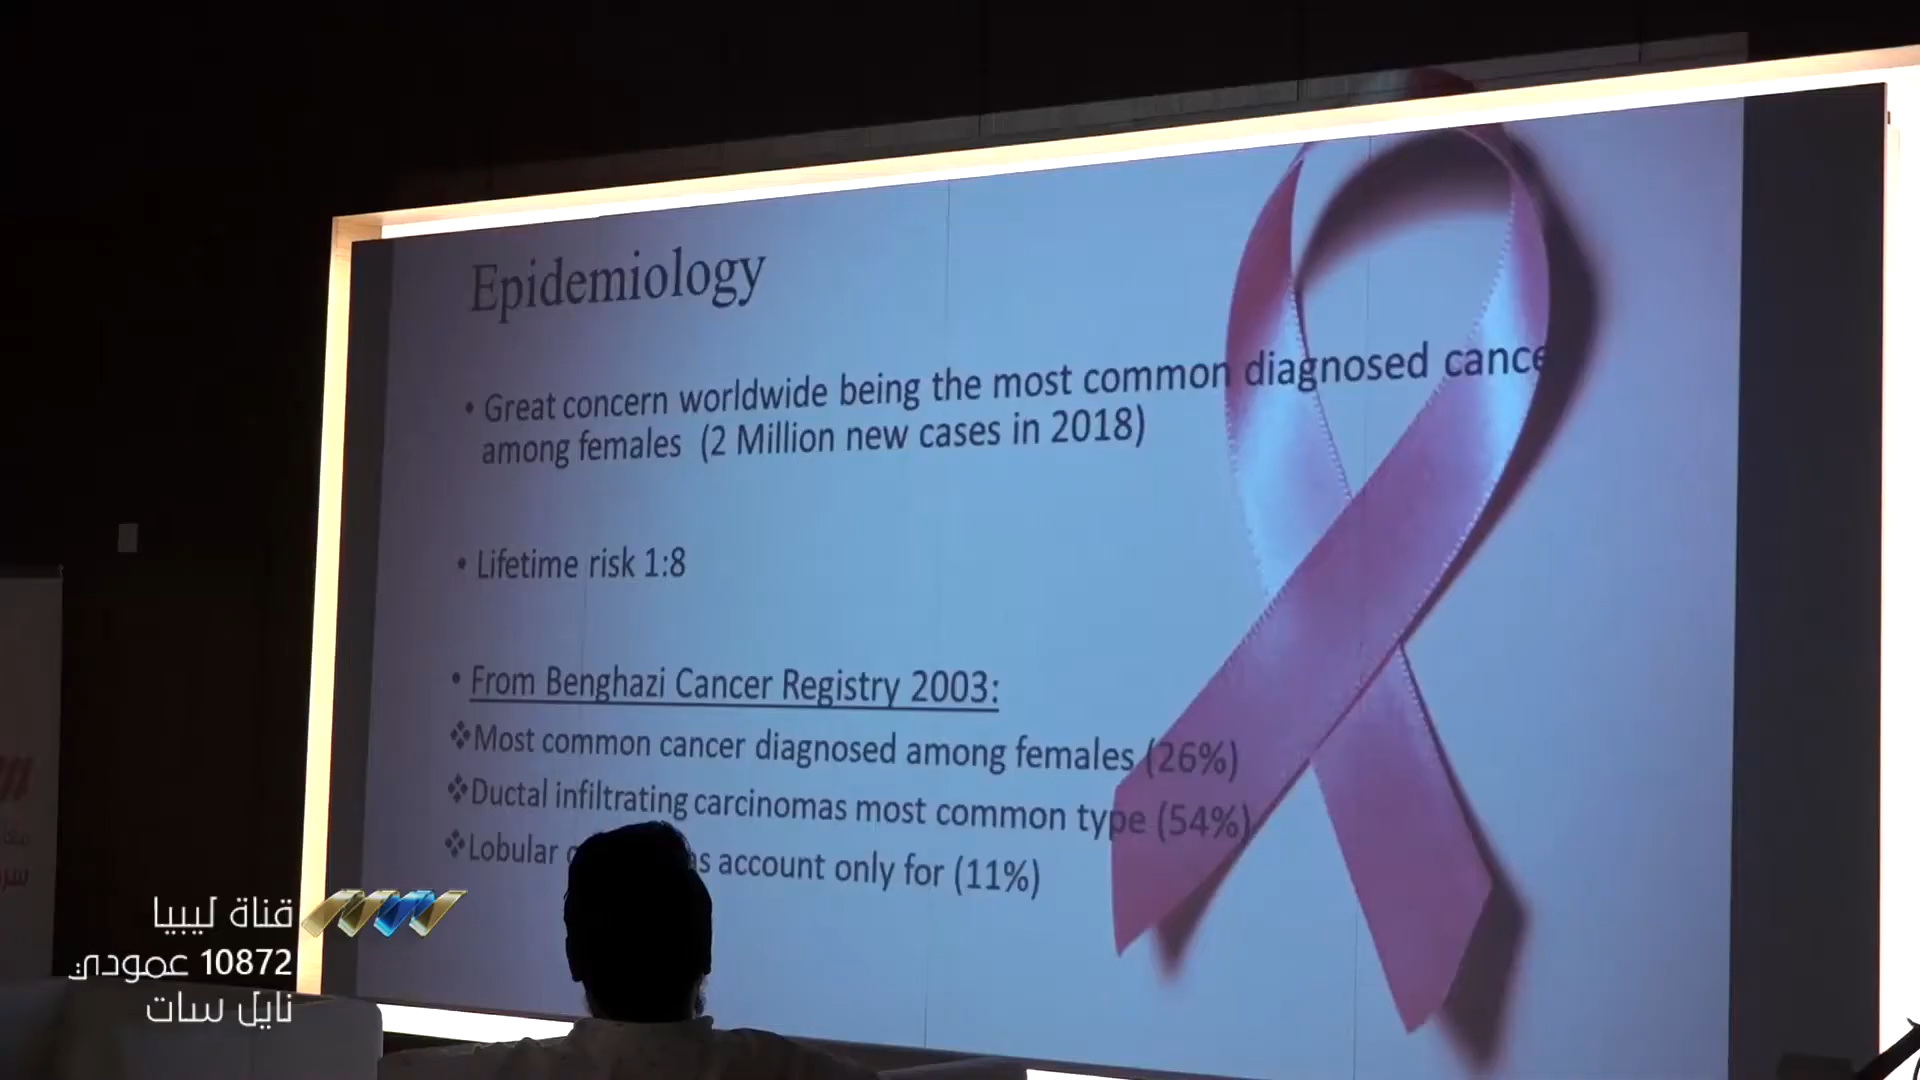 Epidemiology
• Great concern worldwide being the most common diagnosed cance
among females (2 Million new cases in 2018)
• Lifetime risk 1:8
• From Benghazi Cancer Registry 2003:
❖Most common cancer diagnosed among females (26%)
❖Ductal infiltrating carcinomas most common type (54%)
❖Lobular account only for (11%)
قناة ليبيا
10872 عمودي
نايل سات